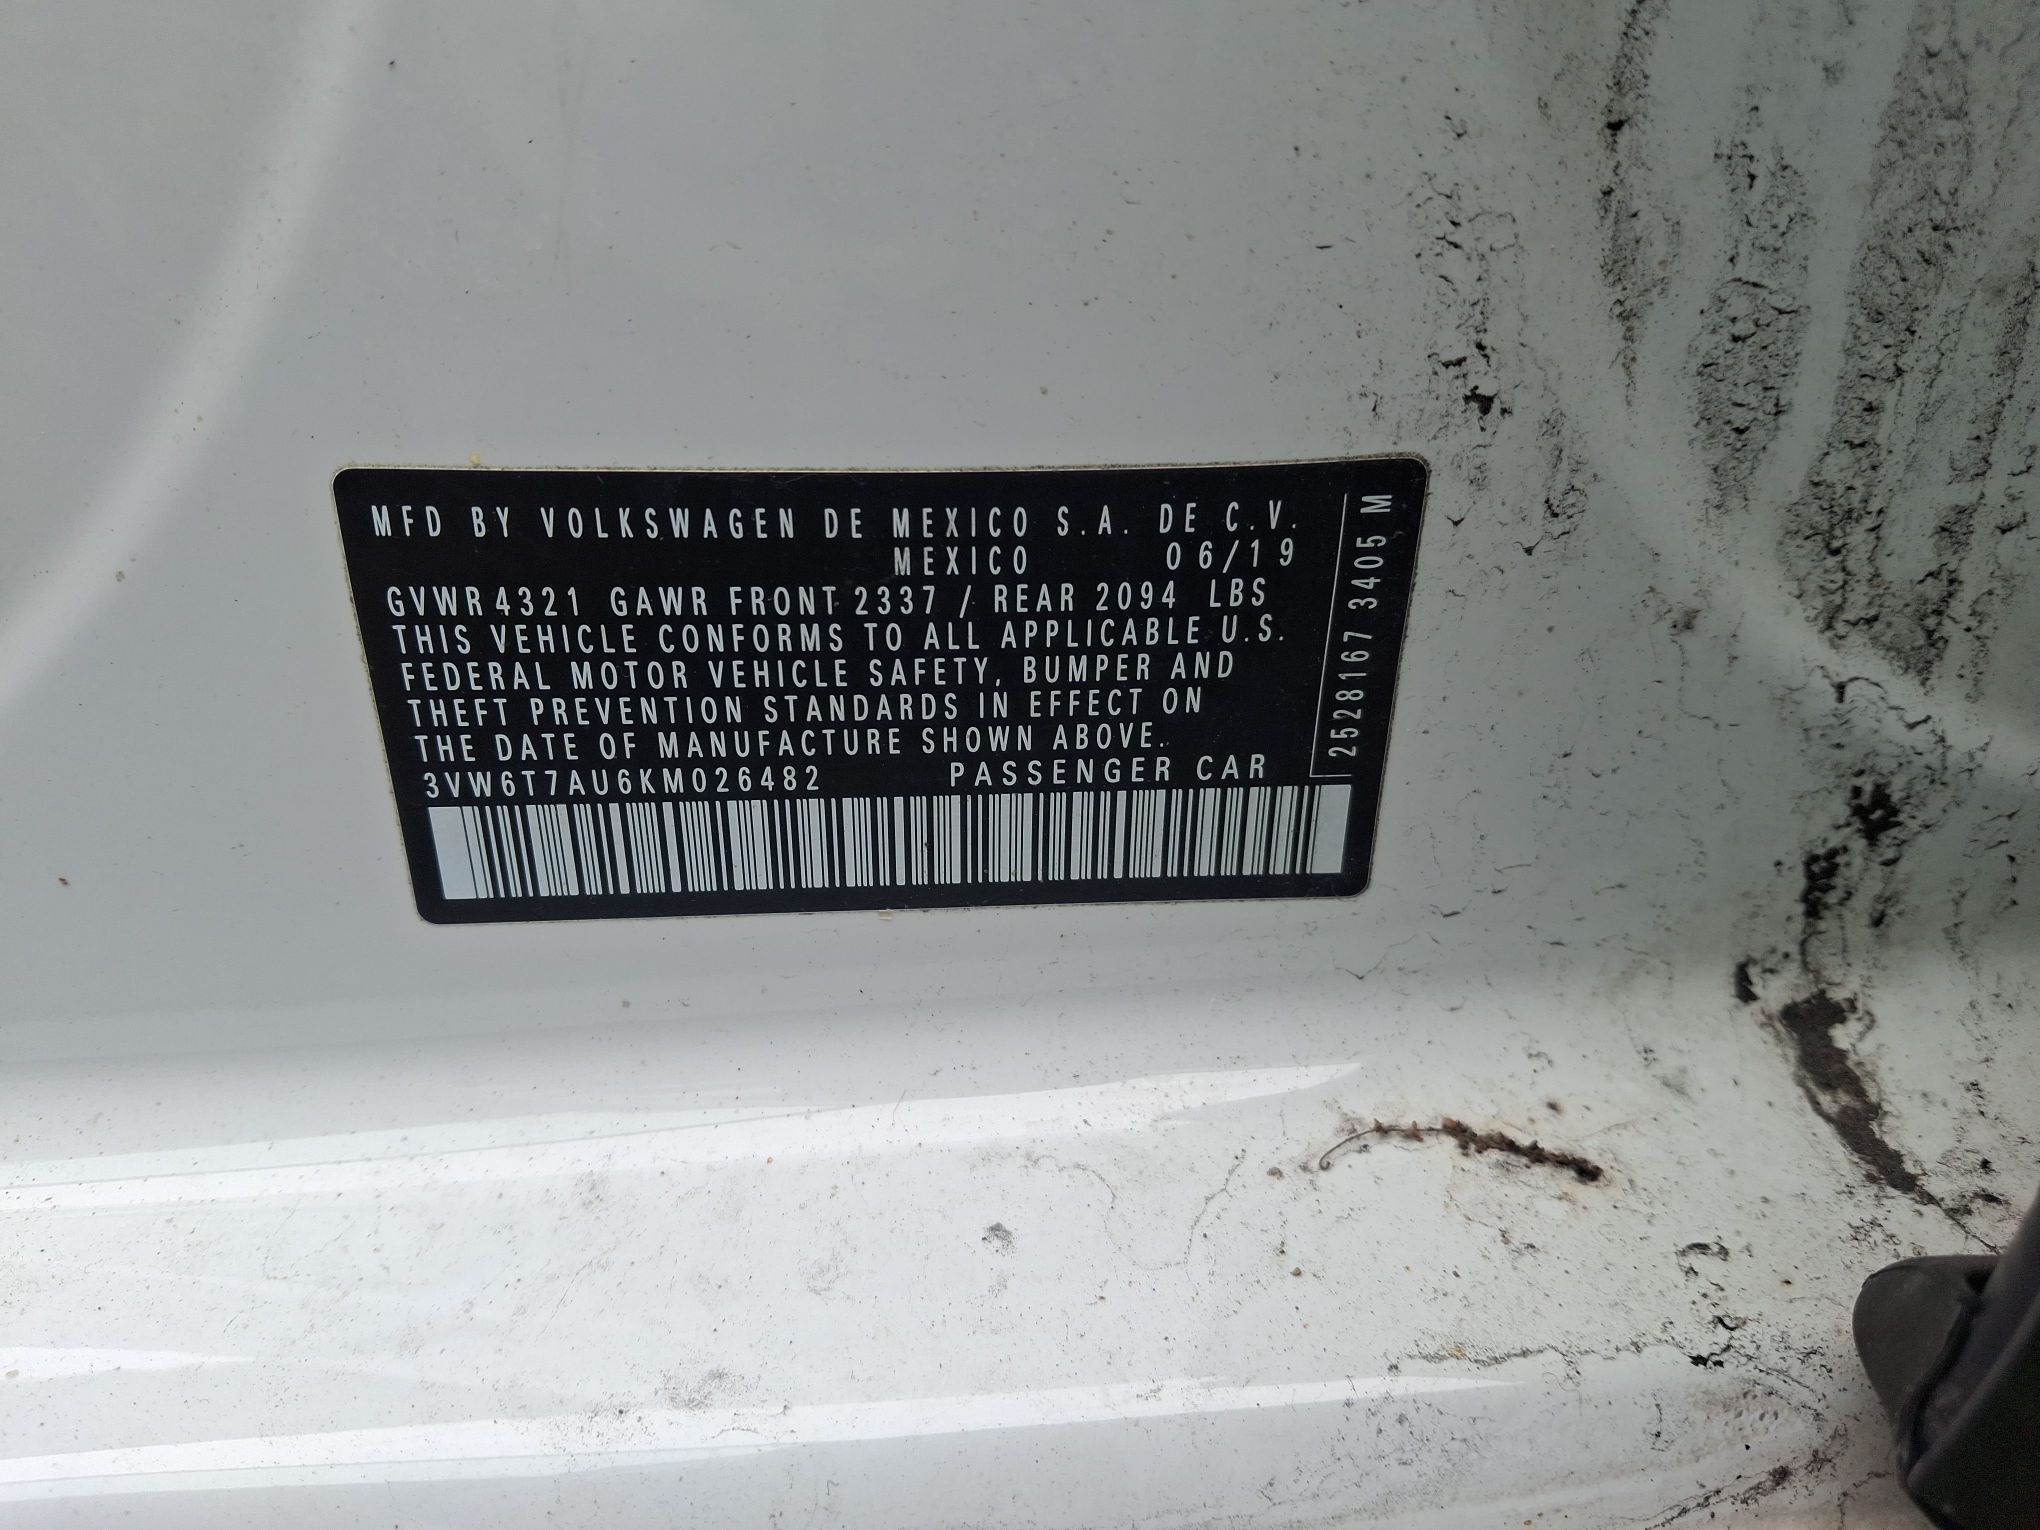 MFD BY VOLKSWAGEN DE MEXICO S.A. DE C.V.
MEXICO 06/19
GVWR 4321 GAWR FRONT 2337 / REAR 2094 LBS
THIS VEHICLE CONFORMS TO ALL APPLICABLE U.S.
FEDERAL MOTOR VEHICLE SAFETY, BUMPER AND
THEFT PREVENTION STANDARDS IN EFFECT ON
THE DATE OF MANUFACTURE SHOWN ABOVE.
3VW6T7AU6KM026482 PASSENGER CAR
2528167 3405 M